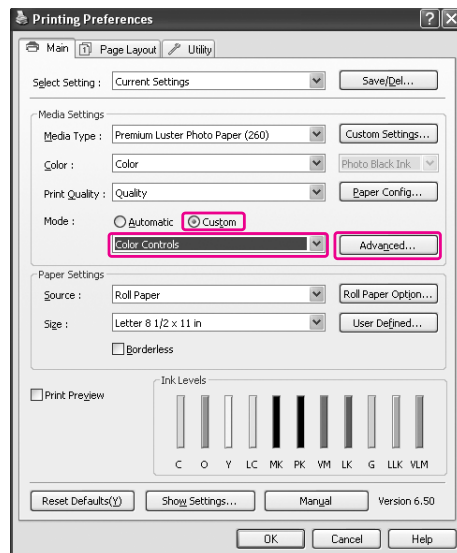 Printing Preferences
Main Page Layout Utility
Select Setting : Current Settings Save/Del...
Media Settings
Media Type : Premium Luster Photo Paper (260) Custom Settings...
Color : Color Photo Black Ink
Print Quality : Quality Paper Config...
Mode : Automatic Custom
Color Controls Advanced...
Paper Settings
Source : Roll Paper Roll Paper Option...
Size : Letter 8 1/2 x 11 in User Defined...
Borderless
Print Preview Ink Levels
C O Y LC MK PK VM LK G LLK VLM
Reset Defaults(Y) Show Settings... Manual Version 6.50
OK Cancel Help